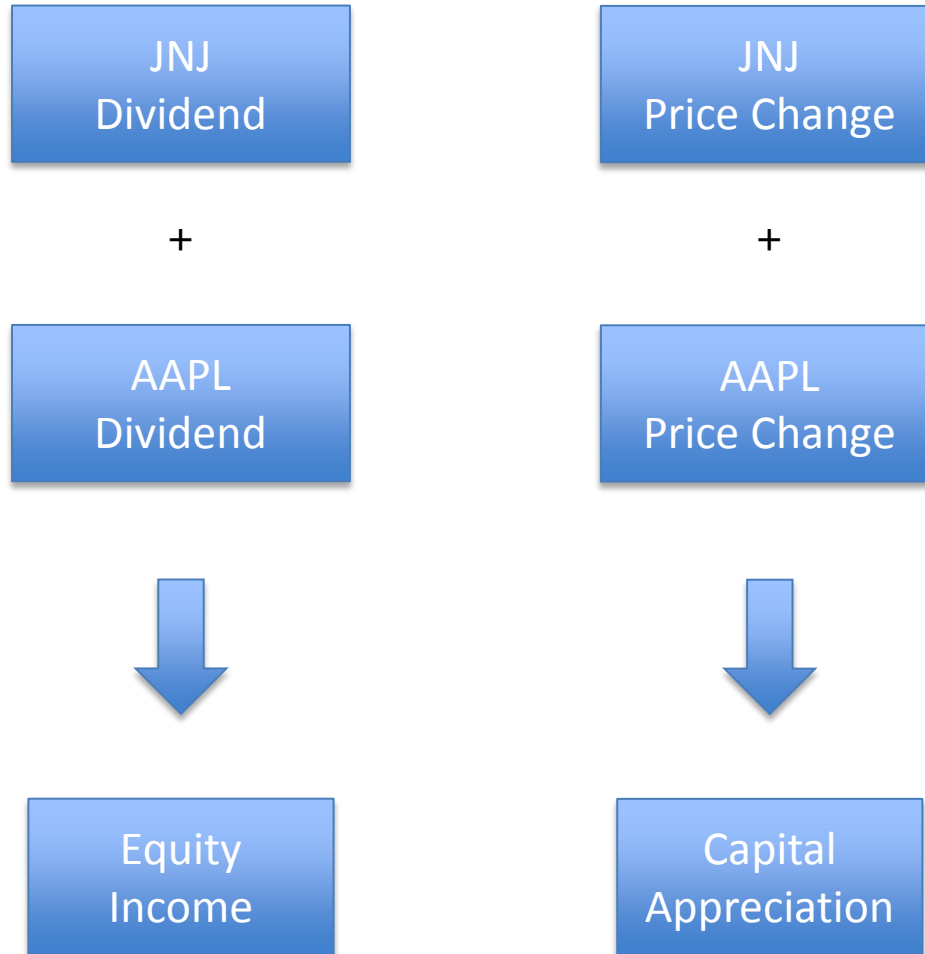 JNJ
Dividend
JNJ
Price Change
+
+
AAPL
Dividend
AAPL
Price Change
Equity
Income
Capital
Appreciation